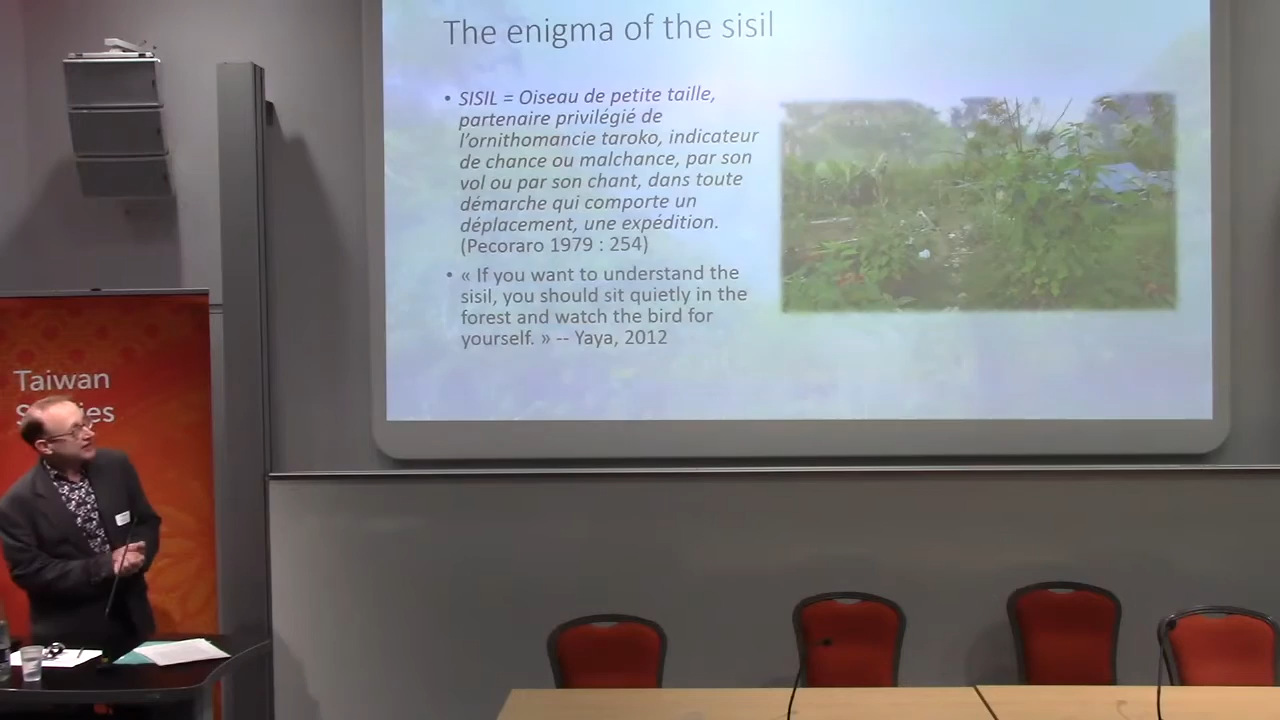 The enigma of the sisil
• SISIL = Oiseau de petite taille,
partenaire privilégié de
l'ornithomancie taroko, indicateur
de chance ou malchance, par son
vol ou par son chant, dans toute
démarche qui comporte un
déplacement, une expédition.
(Pecoraro 1979 : 254)
• « If you want to understand the
sisil, you should sit quietly in the
forest and watch the bird for
yourself. » -- Yaya, 2012
Taiwan